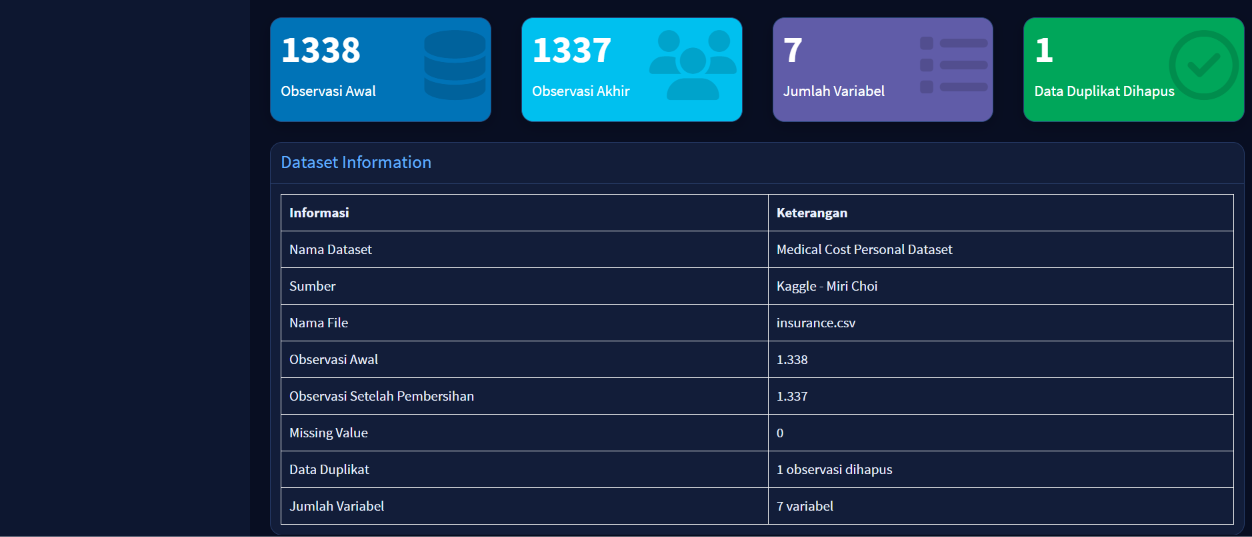 1338
Observasi Awal
1337
Observasi Akhir
7
Jumlah Variabel
1
Data Duplikat Dihapus
Dataset Information
Informasi Keterangan
Nama Dataset Medical Cost Personal Dataset
Sumber Kaggle - Miri Choi
Nama File insurance.csv
Observasi Awal 1.338
Observasi Setelah Pembersihan 1.337
Missing Value 0
Data Duplikat 1 observasi dihapus
Jumlah Variabel 7 variabel